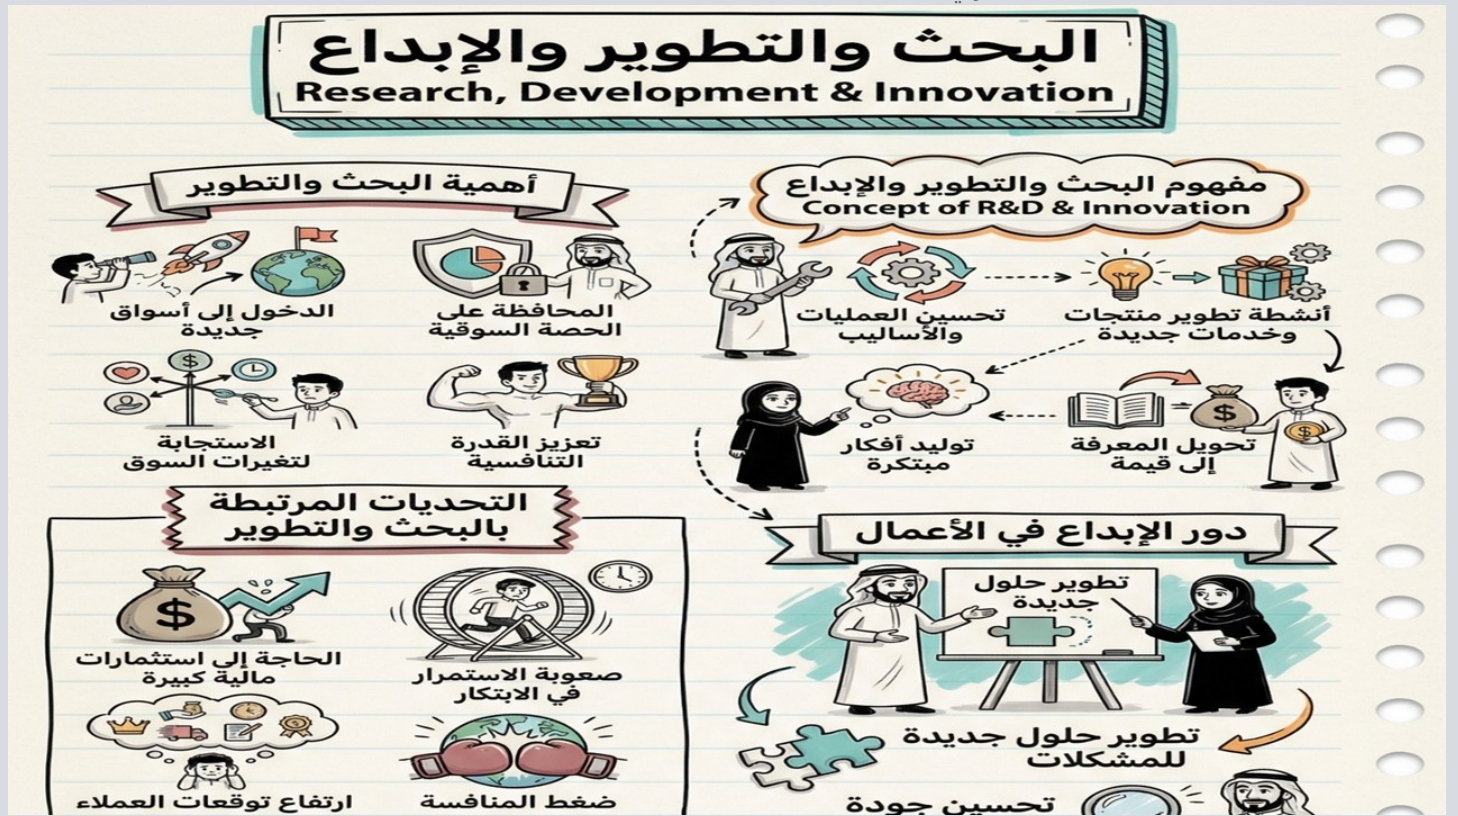 البحث والتطوير والإبداع
Research, Development & Innovation
مفهوم البحث والتطوير والإبداع
Concept of R&D & Innovation
أنشطة تطوير منتجات
وخدمات جديدة
تحسين العمليات
والأساليب
تحويل المعرفة
إلى قيمة
توليد أفكار
مبتكرة
أهمية البحث والتطوير
المحافظة على
الحصة السوقية
الدخول إلى أسواق
جديدة
تعزيز القدرة
التنافسية
الاستجابة
لتغيرات السوق
دور الإبداع في الأعمال
تطوير حلول
جديدة
تطوير حلول جديدة
للمشكلات
تحسين جودة
التحديات المرتبطة
بالبحث والتطوير
صعوبة الاستمرار
في الابتكار
الحاجة إلى استثمارات
مالية كبيرة
ضغط المنافسة
ارتفاع توقعات العملاء